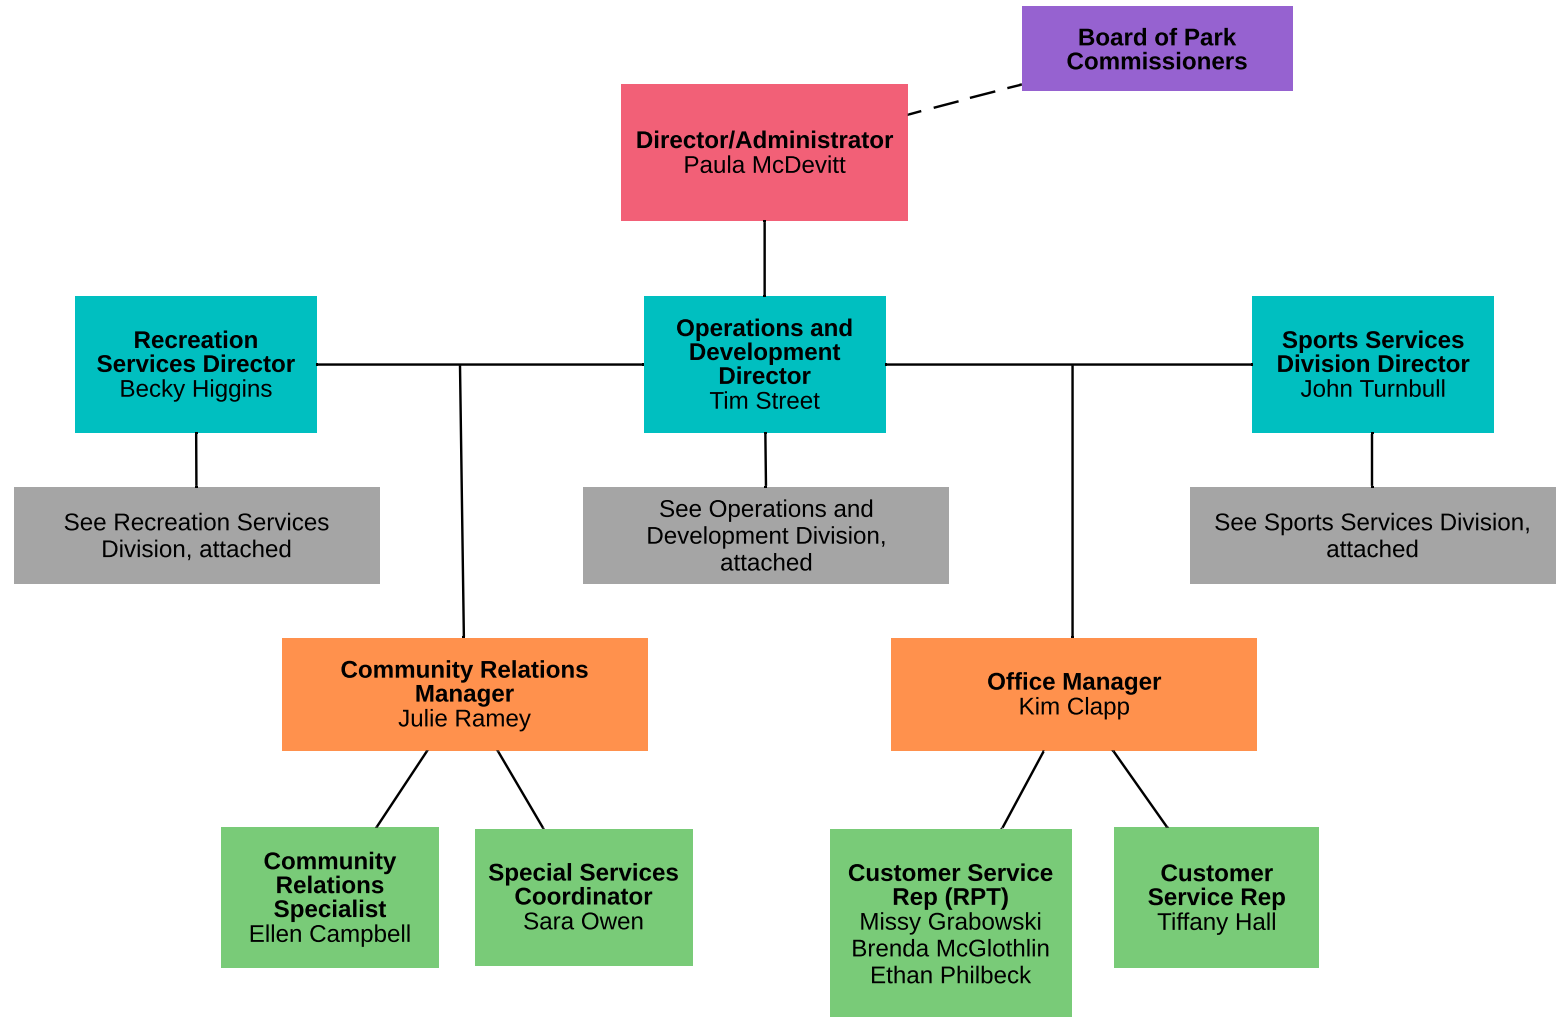 Board of Park
Commissioners
Director/Administrator
Paula McDevitt
Recreation
Services Director
Becky Higgins
Operations and
Development
Director
Tim Street
Sports Services
Division Director
John Turnbull
See Recreation Services
Division, attached
See Operations and
Development Division,
attached
See Sports Services Division,
attached
Community Relations
Manager
Julie Ramey
Office Manager
Kim Clapp
Community
Relations
Specialist
Ellen Campbell
Special Services
Coordinator
Sara Owen
Customer Service
Rep (RPT)
Missy Grabowski
Brenda McGlothlin
Ethan Philbeck
Customer
Service Rep
Tiffany Hall